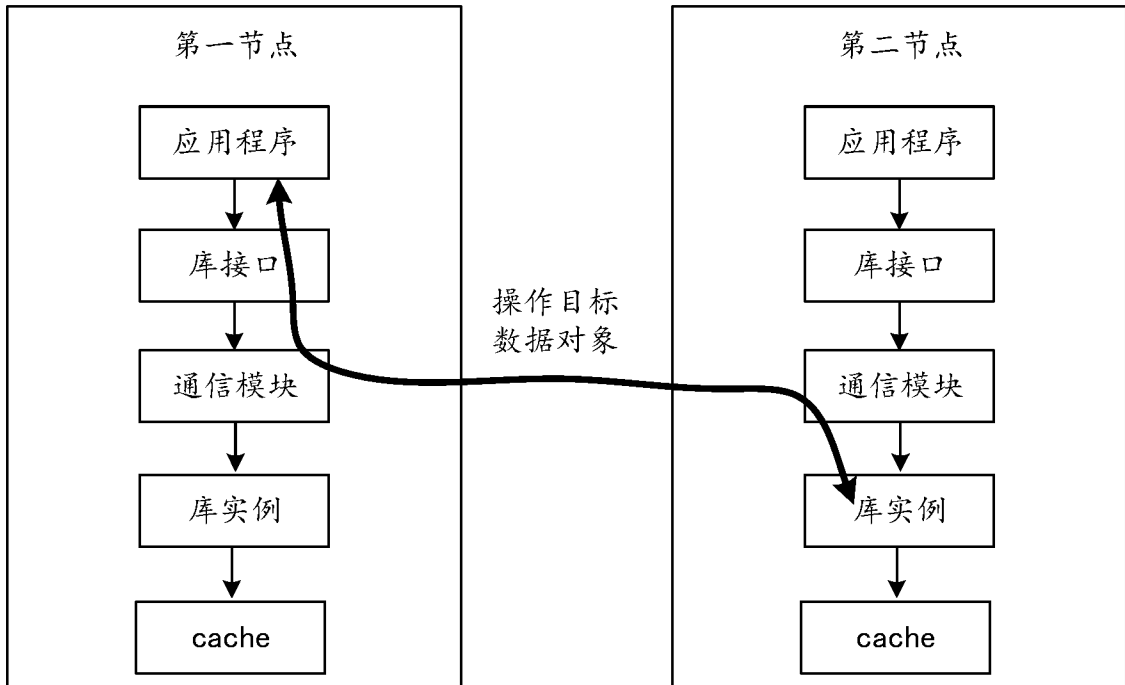 第一节点
应用程序
库接口
通信模块
库实例
cache
操作目标
数据对象
第二节点
应用程序
库接口
通信模块
库实例
cache